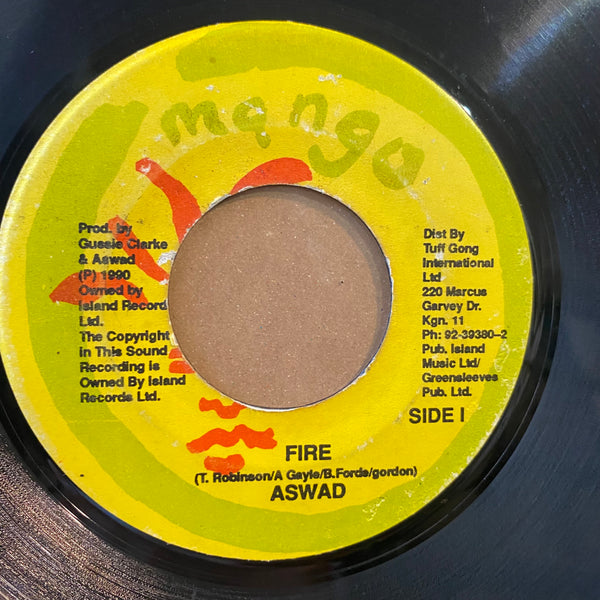 mango
Prod. by
Gussie Clarke
& Aswad
(P) 1990
Owned by
Island Record
Ltd.
The Copyright
in This Sound
Recording is
Owned By Island
Records Ltd.
Dist By
Tuff Gong
International
Ltd
220 Marcus
Garvey Dr.
Kgn. 11
Ph: 92-39380-2
Pub. Island
Music Ltd/
Greensleeves
Pub. Ltd.
SIDE I
FIRE
(T. Robinson/A Gayle/B.Forde/gordon)
ASWAD